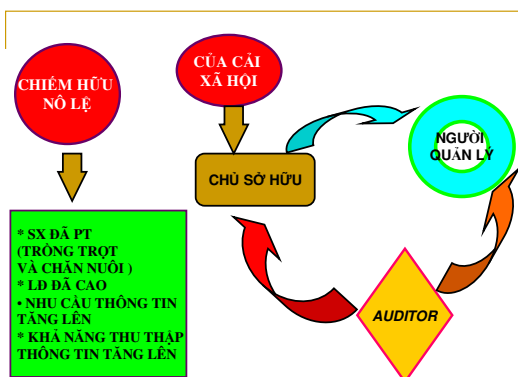 CHIẾM HỮU
NÔ LỆ
CỦA CẢI
XÃ HỘI
NGƯỜI
QUẢN LÝ
CHỦ SỞ HỮU
* SX ĐÃ PT
(TRỒNG TRỌT
VÀ CHĂN NUÔI )
* LĐ ĐÃ CAO
• NHU CẦU THÔNG TIN
TĂNG LÊN
* KHẢ NĂNG THU THẬP
THÔNG TIN TĂNG LÊN
AUDITOR